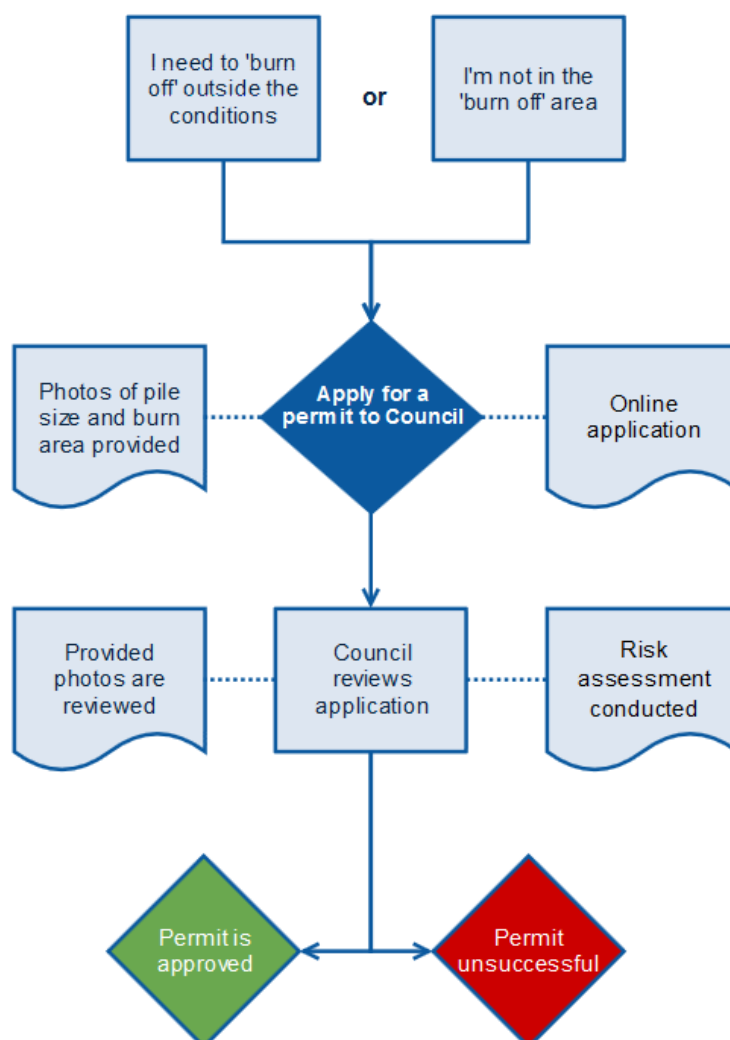 I need to 'burn
off' outside the
conditions
or
I'm not in the
'burn off' area
Photos of pile
size and burn
area provided
Apply for a
permit to Council
Online
application
Provided
photos are
reviewed
Council
reviews
application
Risk
assessment
conducted
Permit is
approved
Permit
unsuccessful